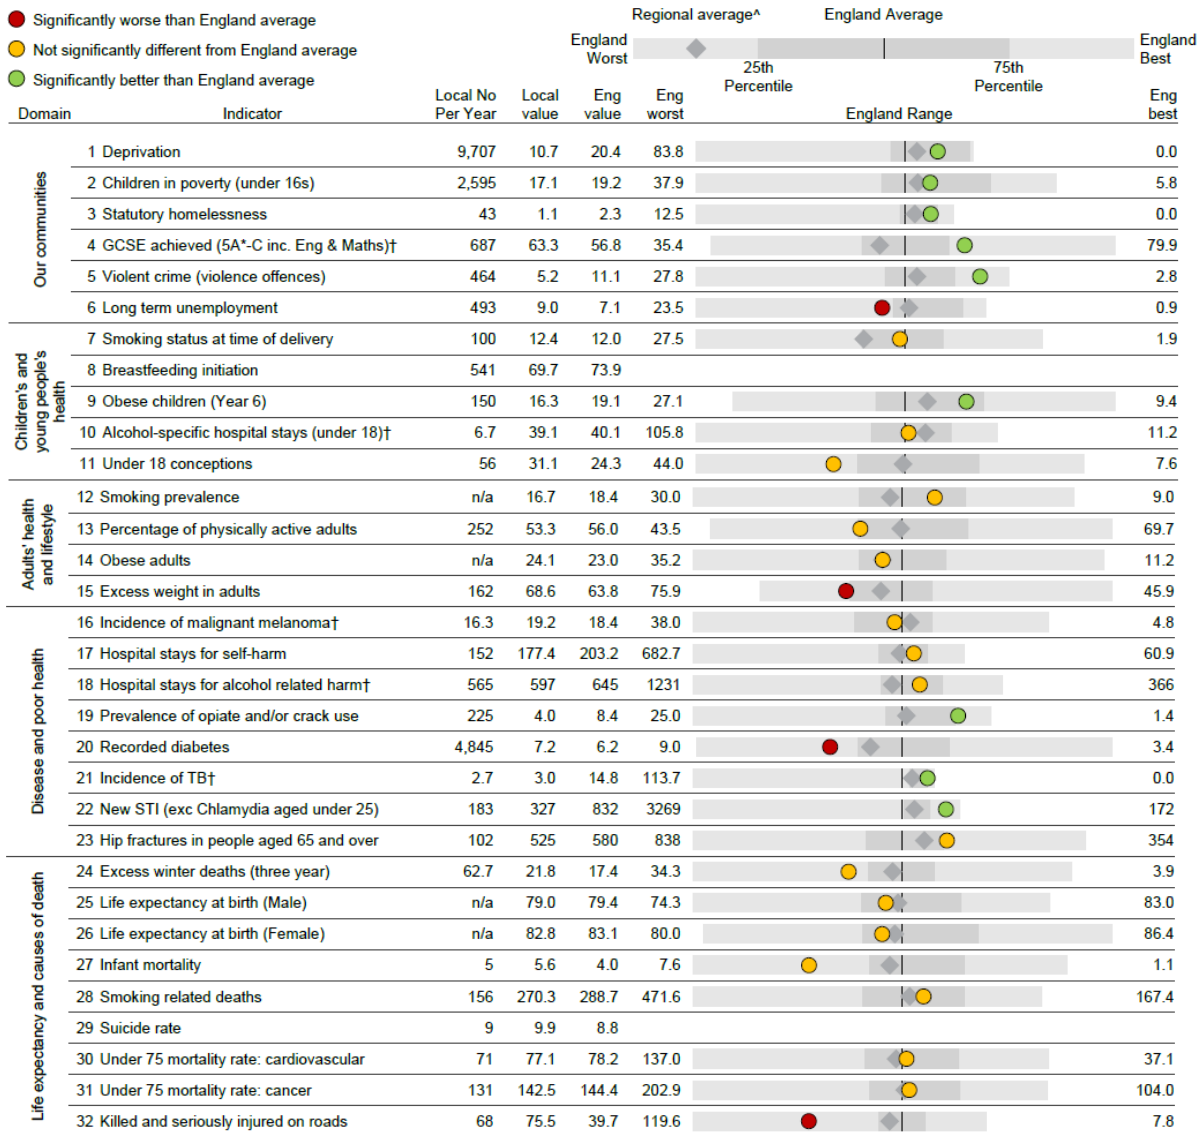 Significantly worse than England average
Not significantly different from England average
Significantly better than England average
Regional average^ England Average
England Worst England Best
25th Percentile 75th Percentile
Domain Indicator Local No Per Year Local value Eng value Eng worst England Range Eng best
Our communities
1 Deprivation 9,707 10.7 20.4 83.8 0.0
2 Children in poverty (under 16s) 2,595 17.1 19.2 37.9 5.8
3 Statutory homelessness 43 1.1 2.3 12.5 0.0
4 GCSE achieved (5A*-C inc. Eng & Maths)† 687 63.3 56.8 35.4 79.9
5 Violent crime (violence offences) 464 5.2 11.1 27.8 2.8
6 Long term unemployment 493 9.0 7.1 23.5 0.9
Children's and young people's health
7 Smoking status at time of delivery 100 12.4 12.0 27.5 1.9
8 Breastfeeding initiation 541 69.7 73.9
9 Obese children (Year 6) 150 16.3 19.1 27.1 9.4
10 Alcohol-specific hospital stays (under 18)† 6.7 39.1 40.1 105.8 11.2
11 Under 18 conceptions 56 31.1 24.3 44.0 7.6
Adults' health and lifestyle
12 Smoking prevalence n/a 16.7 18.4 30.0 9.0
13 Percentage of physically active adults 252 53.3 56.0 43.5 69.7
14 Obese adults n/a 24.1 23.0 35.2 11.2
15 Excess weight in adults 162 68.6 63.8 75.9 45.9
Disease and poor health
16 Incidence of malignant melanoma† 16.3 19.2 18.4 38.0 4.8
17 Hospital stays for self-harm 152 177.4 203.2 682.7 60.9
18 Hospital stays for alcohol related harm† 565 597 645 1231 366
19 Prevalence of opiate and/or crack use 225 4.0 8.4 25.0 1.4
20 Recorded diabetes 4,845 7.2 6.2 9.0 3.4
21 Incidence of TB† 2.7 3.0 14.8 113.7 0.0
22 New STI (exc Chlamydia aged under 25) 183 327 832 3269 172
23 Hip fractures in people aged 65 and over 102 525 580 838 354
Life expectancy and causes of death
24 Excess winter deaths (three year) 62.7 21.8 17.4 34.3 3.9
25 Life expectancy at birth (Male) n/a 79.0 79.4 74.3 83.0
26 Life expectancy at birth (Female) n/a 82.8 83.1 80.0 86.4
27 Infant mortality 5 5.6 4.0 7.6 1.1
28 Smoking related deaths 156 270.3 288.7 471.6 167.4
29 Suicide rate 9 9.9 8.8
30 Under 75 mortality rate: cardiovascular 71 77.1 78.2 137.0 37.1
31 Under 75 mortality rate: cancer 131 142.5 144.4 202.9 104.0
32 Killed and seriously injured on roads 68 75.5 39.7 119.6 7.8